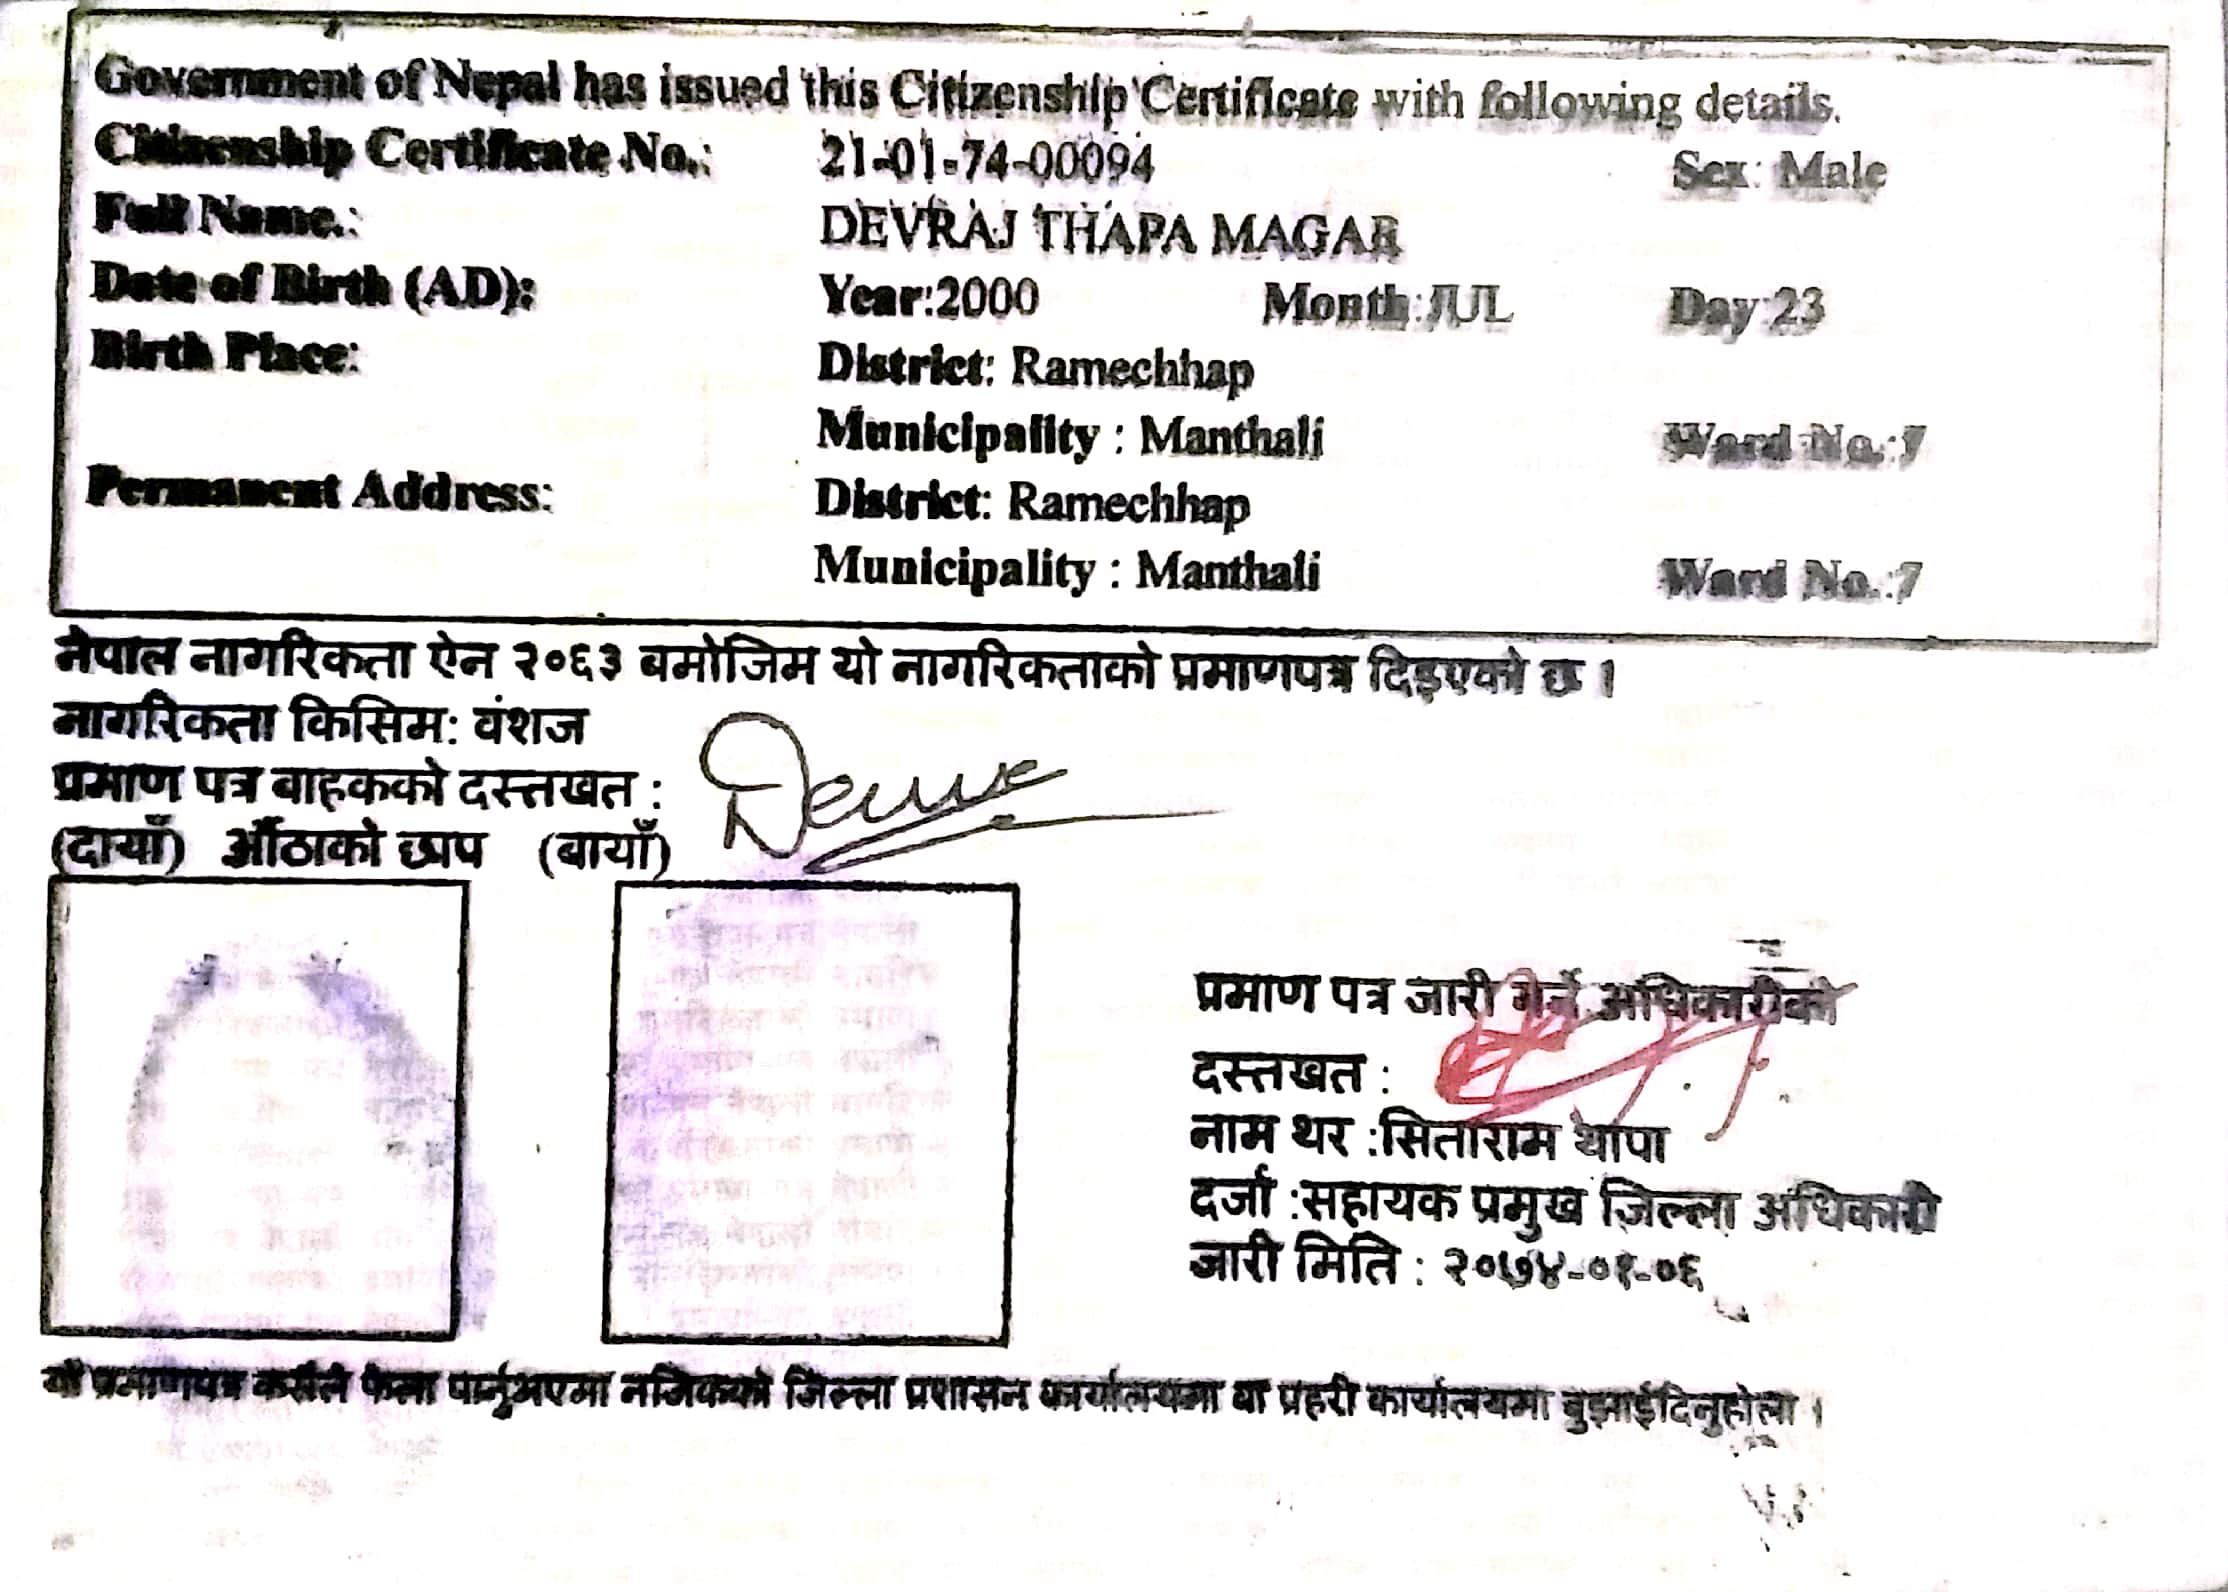 Government of Nepal has issued this Citizenship Certificate with following details.
Citizenship Certificate No.: 21-01-74-00094 Sex: Male
Full Name.: DEVRAJ THAPA MAGAR
Date of Birth (AD): Year:2000 Month:JUL Day:23
Birth Place: District: Ramechhap
Municipality : Manthali Ward No.:7
Permanent Address: District: Ramechhap
Municipality : Manthali Ward No.:7
नेपाल नागरिकता ऐन २०६३ बमोजिम यो नागरिकताको प्रमाणपत्र दिइएको छ ।
नागरिकता किसिम: वंशज
प्रमाण पत्र वाहकको दस्तखत :
(दायाँ) औंठाको छाप (बायाँ)
प्रमाण पत्र जारी गर्ने अधिकारीको
दस्तखत :
नाम थर :सिताराम थापा
दर्जा :सहायक प्रमुख जिल्ला अधिकारी
जारी मिति : २०७४-०१-०६
यो प्रमाणपत्र कसैले फेला पार्नुभएमा नजिकको जिल्ला प्रशासन कार्यालयमा वा प्रहरी कार्यालयमा बुझाईदिनुहोला ।